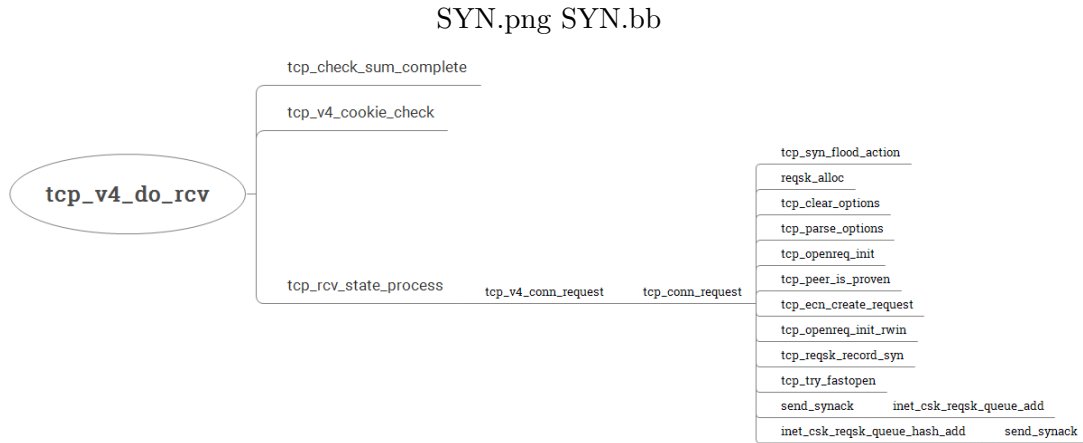 SYN.png SYN.bb
tcp_check_sum_complete
tcp_v4_cookie_check
tcp_v4_do_rcv
tcp_rcv_state_process
tcp_v4_conn_request
tcp_conn_request
tcp_syn_flood_action
reqsk_alloc
tcp_clear_options
tcp_parse_options
tcp_openreq_init
tcp_peer_is_proven
tcp_ecn_create_request
tcp_openreq_init_rwin
tcp_reqsk_record_syn
tcp_try_fastopen
send_synack inet_csk_reqsk_queue_add
inet_csk_reqsk_queue_hash_add send_synack